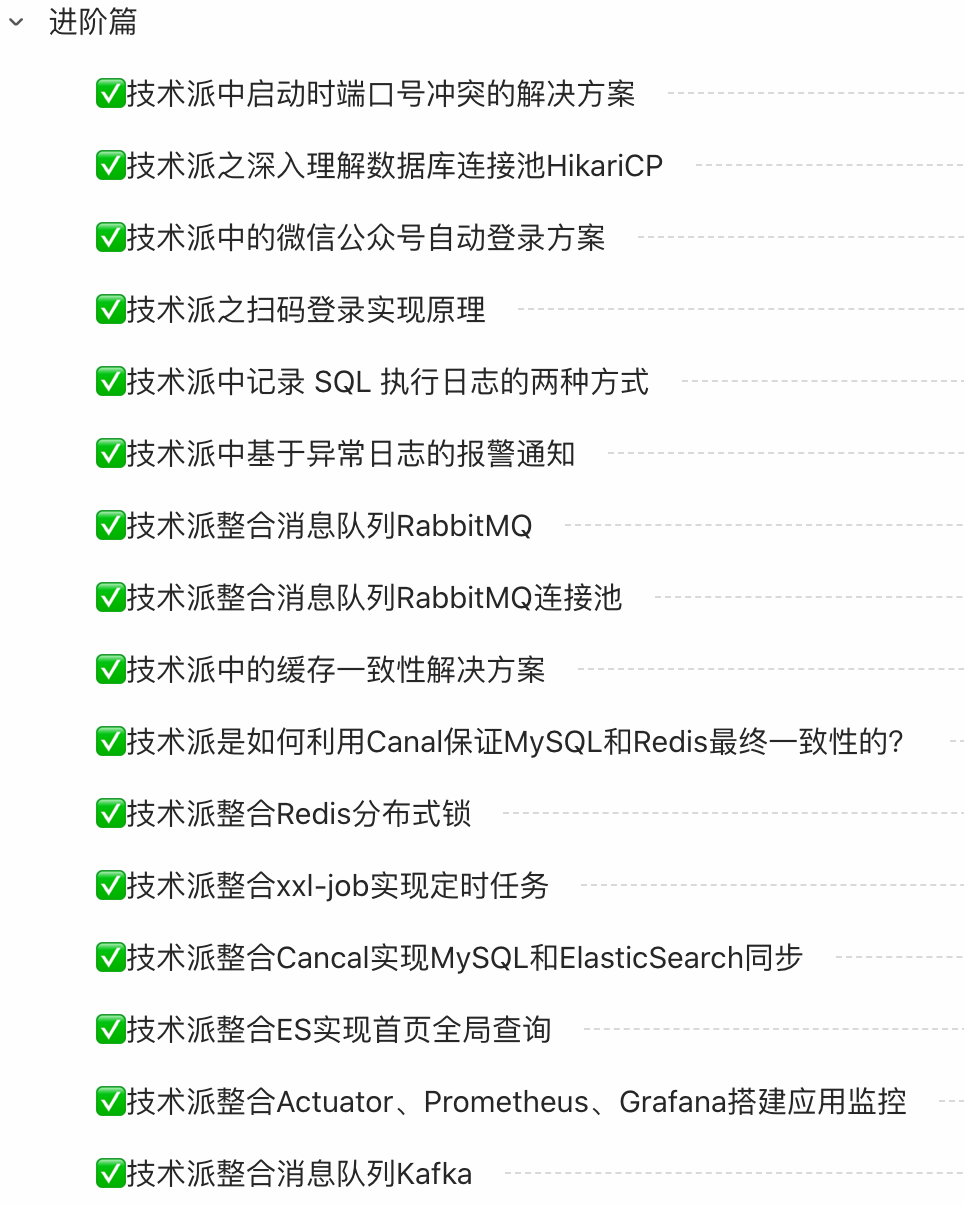 进阶篇
✅技术派中启动时端口号冲突的解决方案
✅技术派之深入理解数据库连接池HikariCP
✅技术派中的微信公众号自动登录方案
✅技术派之扫码登录实现原理
✅技术派中记录 SQL 执行日志的两种方式
✅技术派中基于异常日志的报警通知
✅技术派整合消息队列RabbitMQ
✅技术派整合消息队列RabbitMQ连接池
✅技术派中的缓存一致性解决方案
✅技术派是如何利用Canal保证MySQL和Redis最终一致性的?
✅技术派整合Redis分布式锁
✅技术派整合xxl-job实现定时任务
✅技术派整合Cancal实现MySQL和ElasticSearch同步
✅技术派整合ES实现首页全局查询
✅技术派整合Actuator、Prometheus、Grafana搭建应用监控
✅技术派整合消息队列Kafka